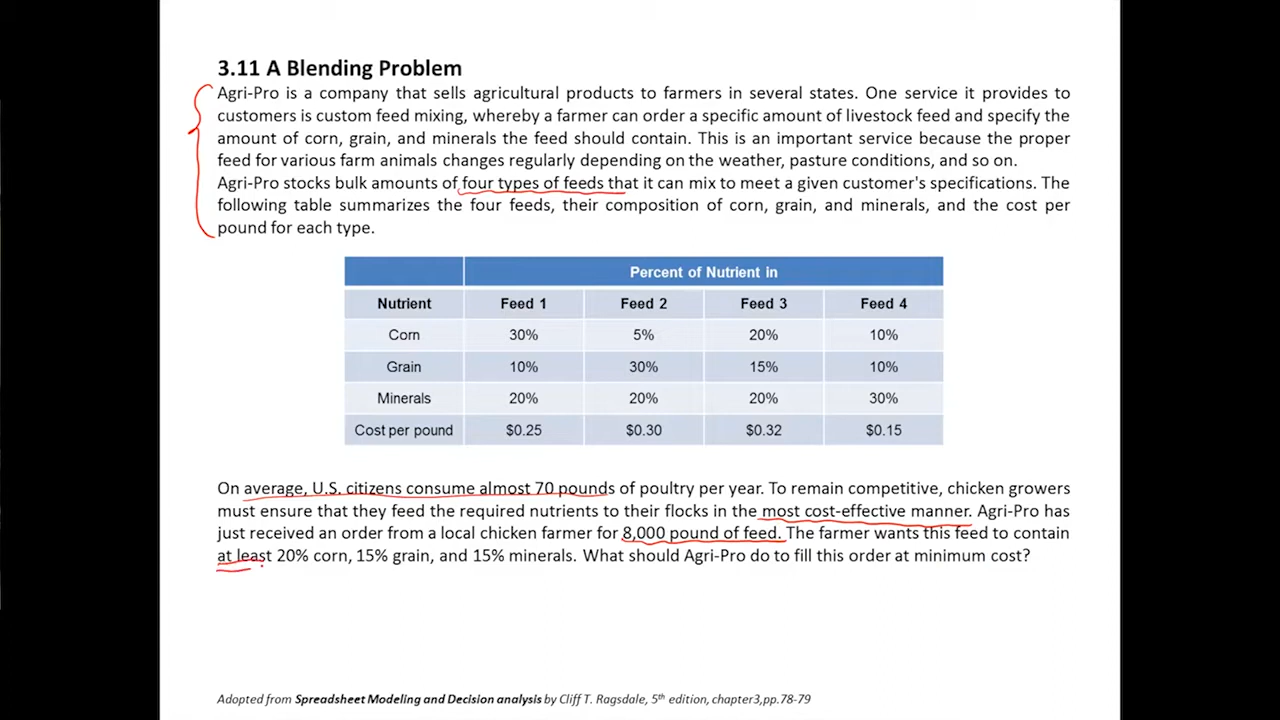 3.11 A Blending Problem
Agri-Pro is a company that sells agricultural products to farmers in several states. One service it provides to
customers is custom feed mixing, whereby a farmer can order a specific amount of livestock feed and specify the
amount of corn, grain, and minerals the feed should contain. This is an important service because the proper
feed for various farm animals changes regularly depending on the weather, pasture conditions, and so on.
Agri-Pro stocks bulk amounts of four types of feeds that it can mix to meet a given customer's specifications. The
following table summarizes the four feeds, their composition of corn, grain, and minerals, and the cost per
pound for each type.
Percent of Nutrient in
Nutrient Feed 1 Feed 2 Feed 3 Feed 4
Corn 30% 5% 20% 10%
Grain 10% 30% 15% 10%
Minerals 20% 20% 20% 30%
Cost per pound $0.25 $0.30 $0.32 $0.15
On average, U.S. citizens consume almost 70 pounds of poultry per year. To remain competitive, chicken growers
must ensure that they feed the required nutrients to their flocks in the most cost-effective manner. Agri-Pro has
just received an order from a local chicken farmer for 8,000 pound of feed. The farmer wants this feed to contain
at least 20% corn, 15% grain, and 15% minerals. What should Agri-Pro do to fill this order at minimum cost?
Adopted from Spreadsheet Modeling and Decision analysis by Cliff T. Ragsdale, 5th edition, chapter3,pp.78-79